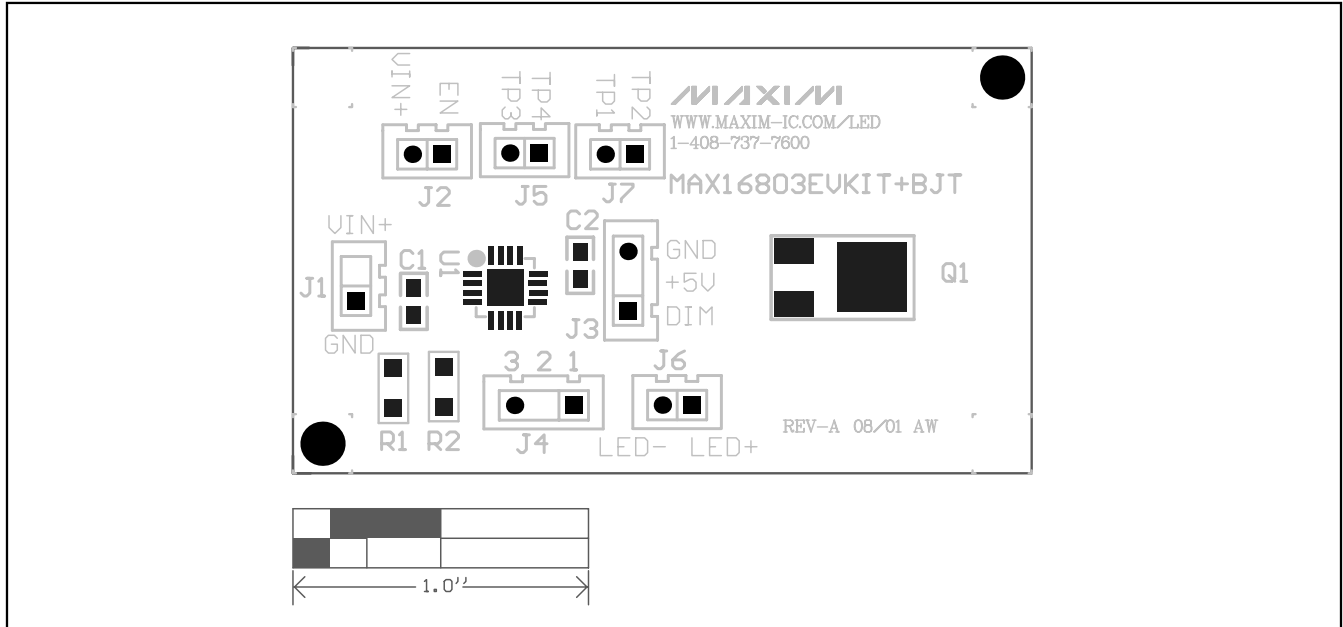 VIN+
EN
TP3
TP4
TP1
TP2
MAXIM
WWW.MAXIM-IC.COM/LED
1-408-737-7600
J2
J5
J7
MAX16803EVKIT+BJT
VIN+
C1
U1
C2
GND
+5V
DIM
Q1
J1
J3
GND
3 2 1
J6
R1
R2
J4
LED- LED+
REV-A 08/01 AW
1.0''